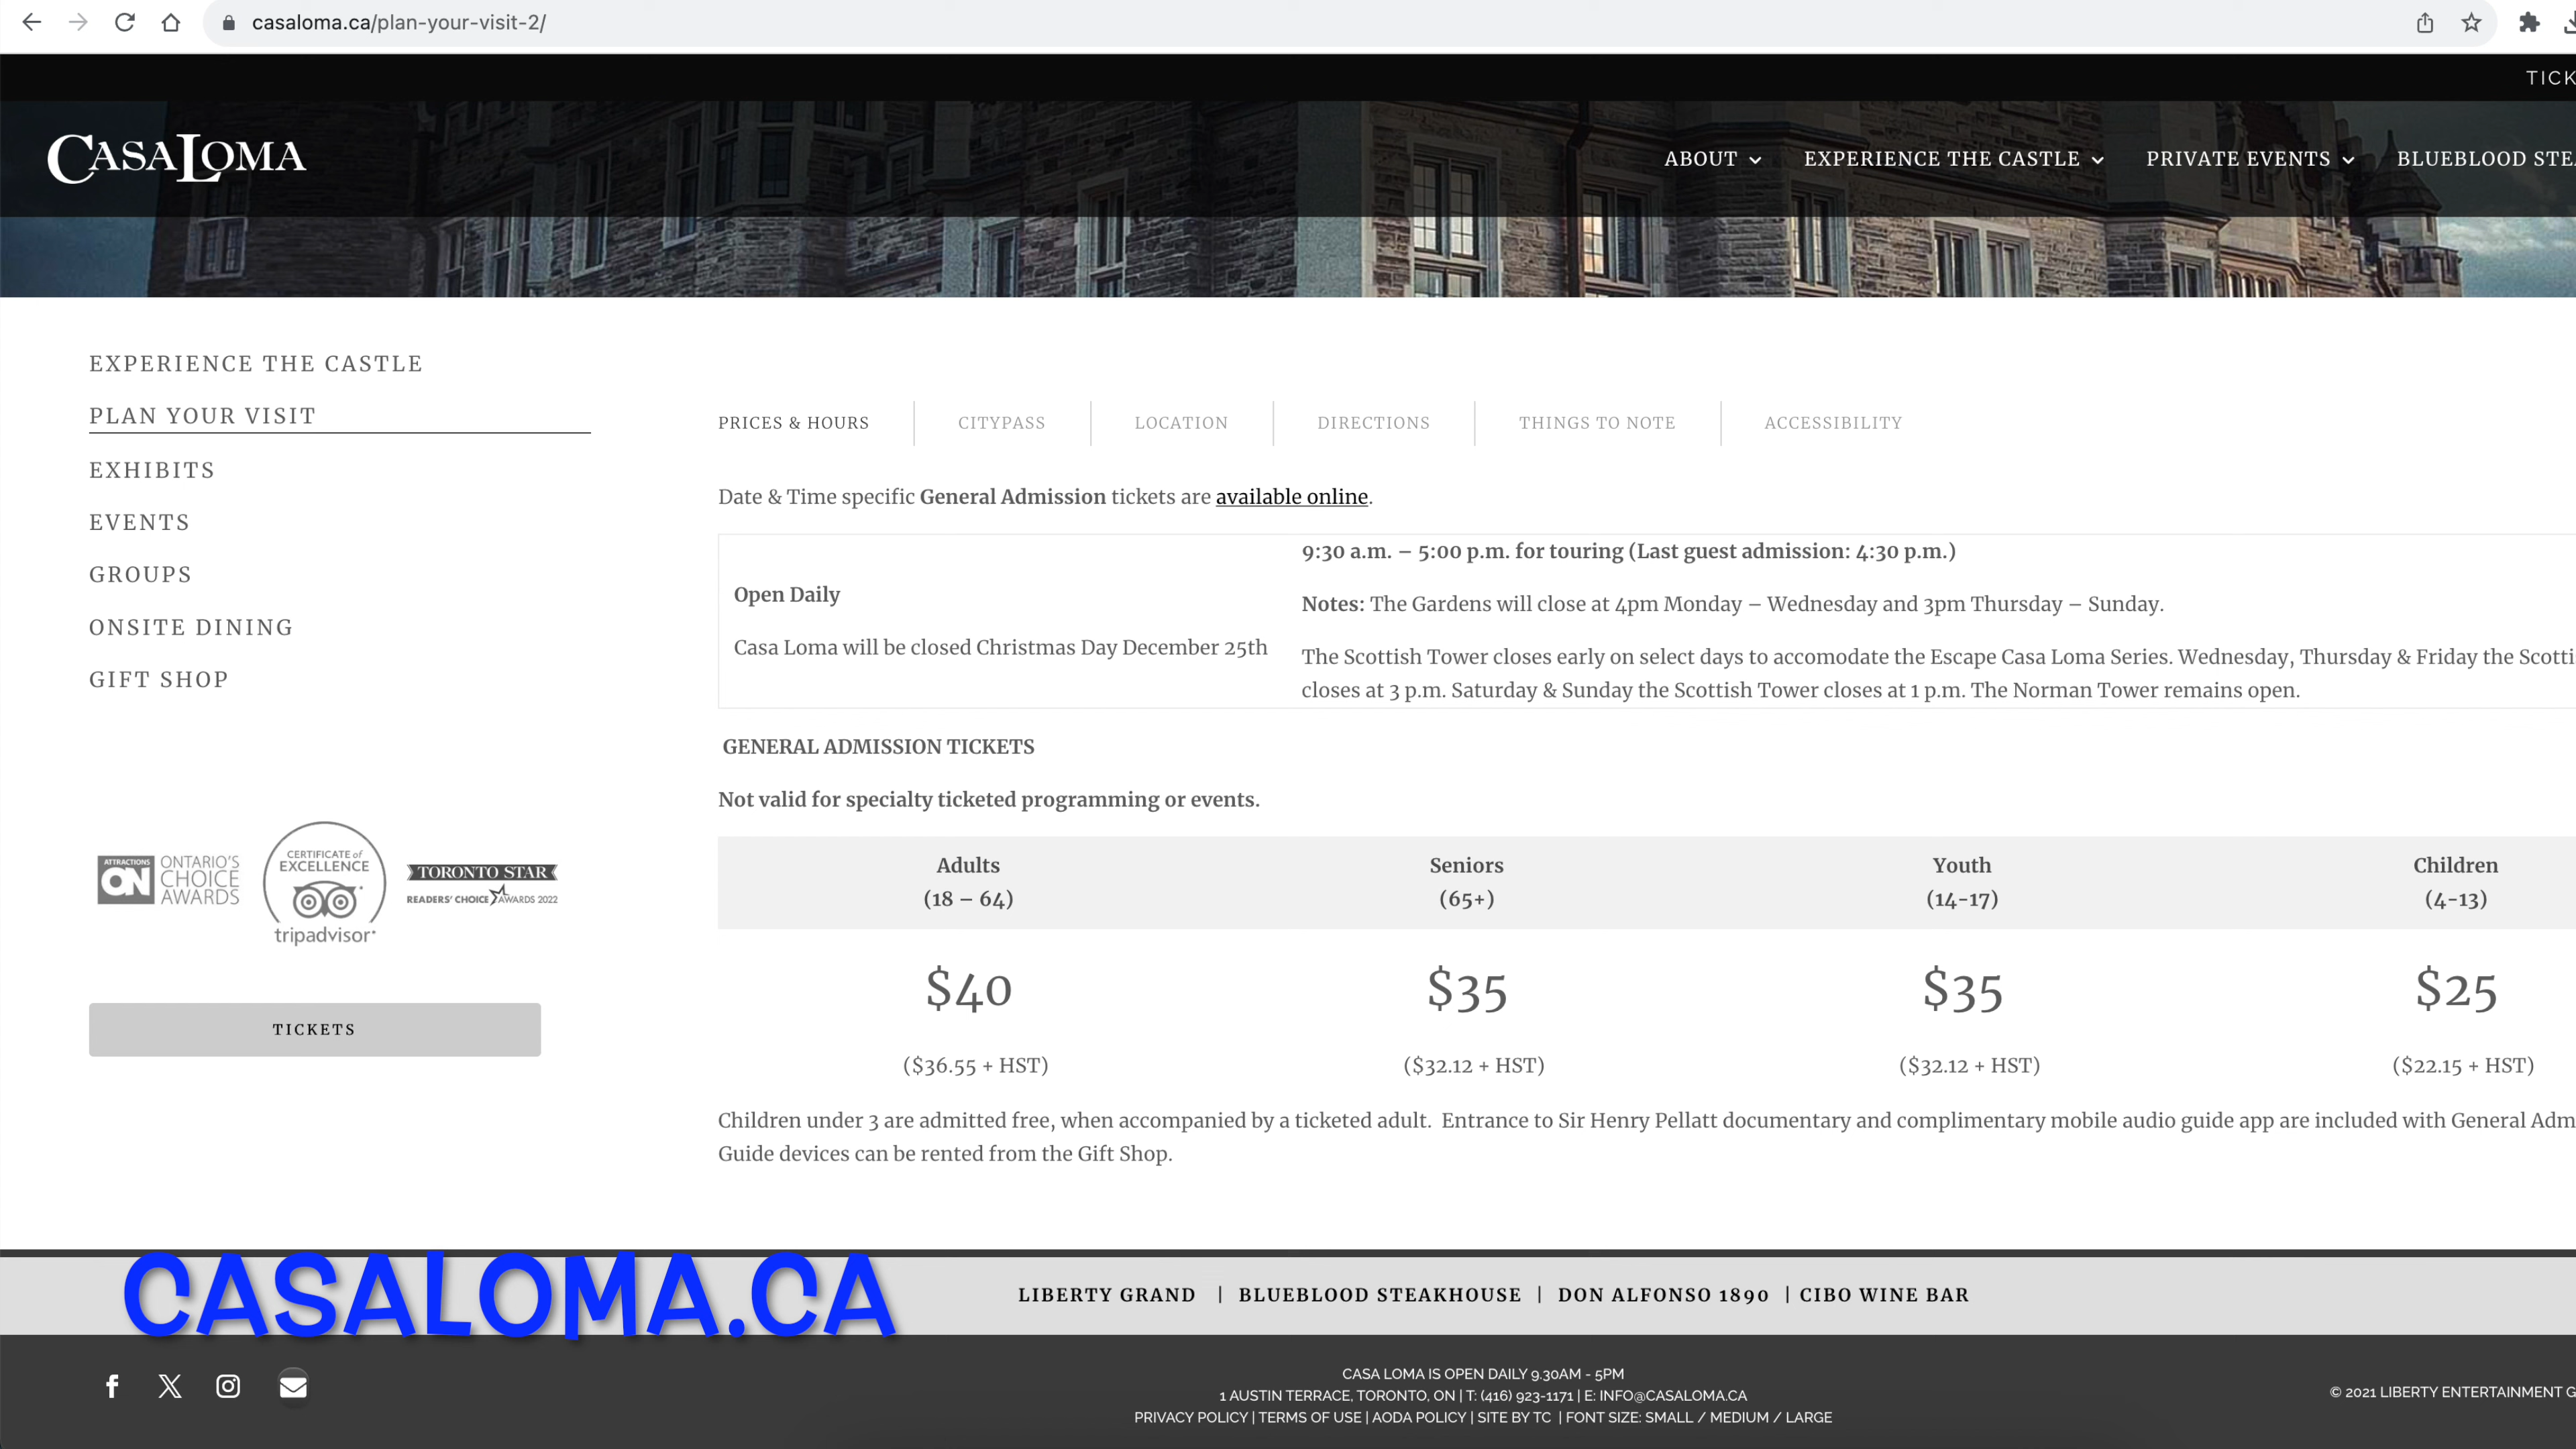 casaloma.ca/plan-your-visit-2/
CASA LOMA
ABOUT
EXPERIENCE THE CASTLE
PRIVATE EVENTS
BLUEBLOOD
EXPERIENCE THE CASTLE
PLAN YOUR VISIT
EXHIBITS
EVENTS
GROUPS
ONSITE DINING
GIFT SHOP
ATTRACTIONS
ON
ONTARIO'S
CHOICE
AWARDS
CERTIFICATE of
EXCELLENCE
tripadvisor
TORONTO STAR
READERS' CHOICE AWARDS 2022
TICKETS
PRICES & HOURS
CITYPASS
LOCATION
DIRECTIONS
THINGS TO NOTE
ACCESSIBILITY
Date & Time specific General Admission tickets are available online.
Open Daily
Casa Loma will be closed Christmas Day December 25th
9:30 a.m. – 5:00 p.m. for touring (Last guest admission: 4:30 p.m.)
Notes: The Gardens will close at 4pm Monday – Wednesday and 3pm Thursday – Sunday.
The Scottish Tower closes early on select days to accomodate the Escape Casa Loma Series. Wednesday, Thursday & Friday the
closes at 3 p.m. Saturday & Sunday the Scottish Tower closes at 1 p.m. The Norman Tower remains open.
GENERAL ADMISSION TICKETS
Not valid for specialty ticketed programming or events.
Adults
(18 – 64)
Seniors
(65+)
Youth
(14-17)
Children
(4-13)
$40
$35
$35
$25
($36.55 + HST)
($32.12 + HST)
($32.12 + HST)
($22.15 + HST)
Children under 3 are admitted free, when accompanied by a ticketed adult. Entrance to Sir Henry Pellatt documentary and complimentary mobile audio guide app are included with General
Guide devices can be rented from the Gift Shop.
CASALOMA.CA
LIBERTY GRAND | BLUEBLOOD STEAKHOUSE | DON ALFONSO 1890 | CIBO WINE BAR
CASA LOMA IS OPEN DAILY 9.30AM - 5PM
1 AUSTIN TERRACE, TORONTO, ON | T: (416) 923-1171 | E: INFO@CASALOMA.CA
PRIVACY POLICY | TERMS OF USE | AODA POLICY | SITE BY TC | FONT SIZE: SMALL / MEDIUM / LARGE
© 2021 LIBERTY ENTERTAINMENT